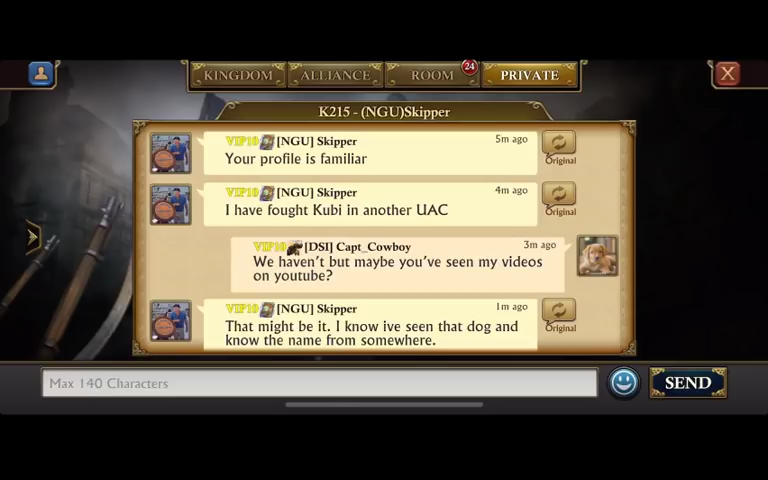 KINGDOM
ALLIANCE
ROOM
24
PRIVATE
X
K215 - (NGU)Skipper
VIP10 [NGU] Skipper
5m ago
Your profile is familiar
Original
VIP10 [NGU] Skipper
4m ago
I have fought Kubi in another UAC
Original
VIP10 [DSI] Capt_Cowboy
3m ago
We haven't but maybe you've seen my videos
on youtube?
VIP10 [NGU] Skipper
1m ago
That might be it. I know ive seen that dog and
know the name from somewhere.
Original
Max 140 Characters
SEND